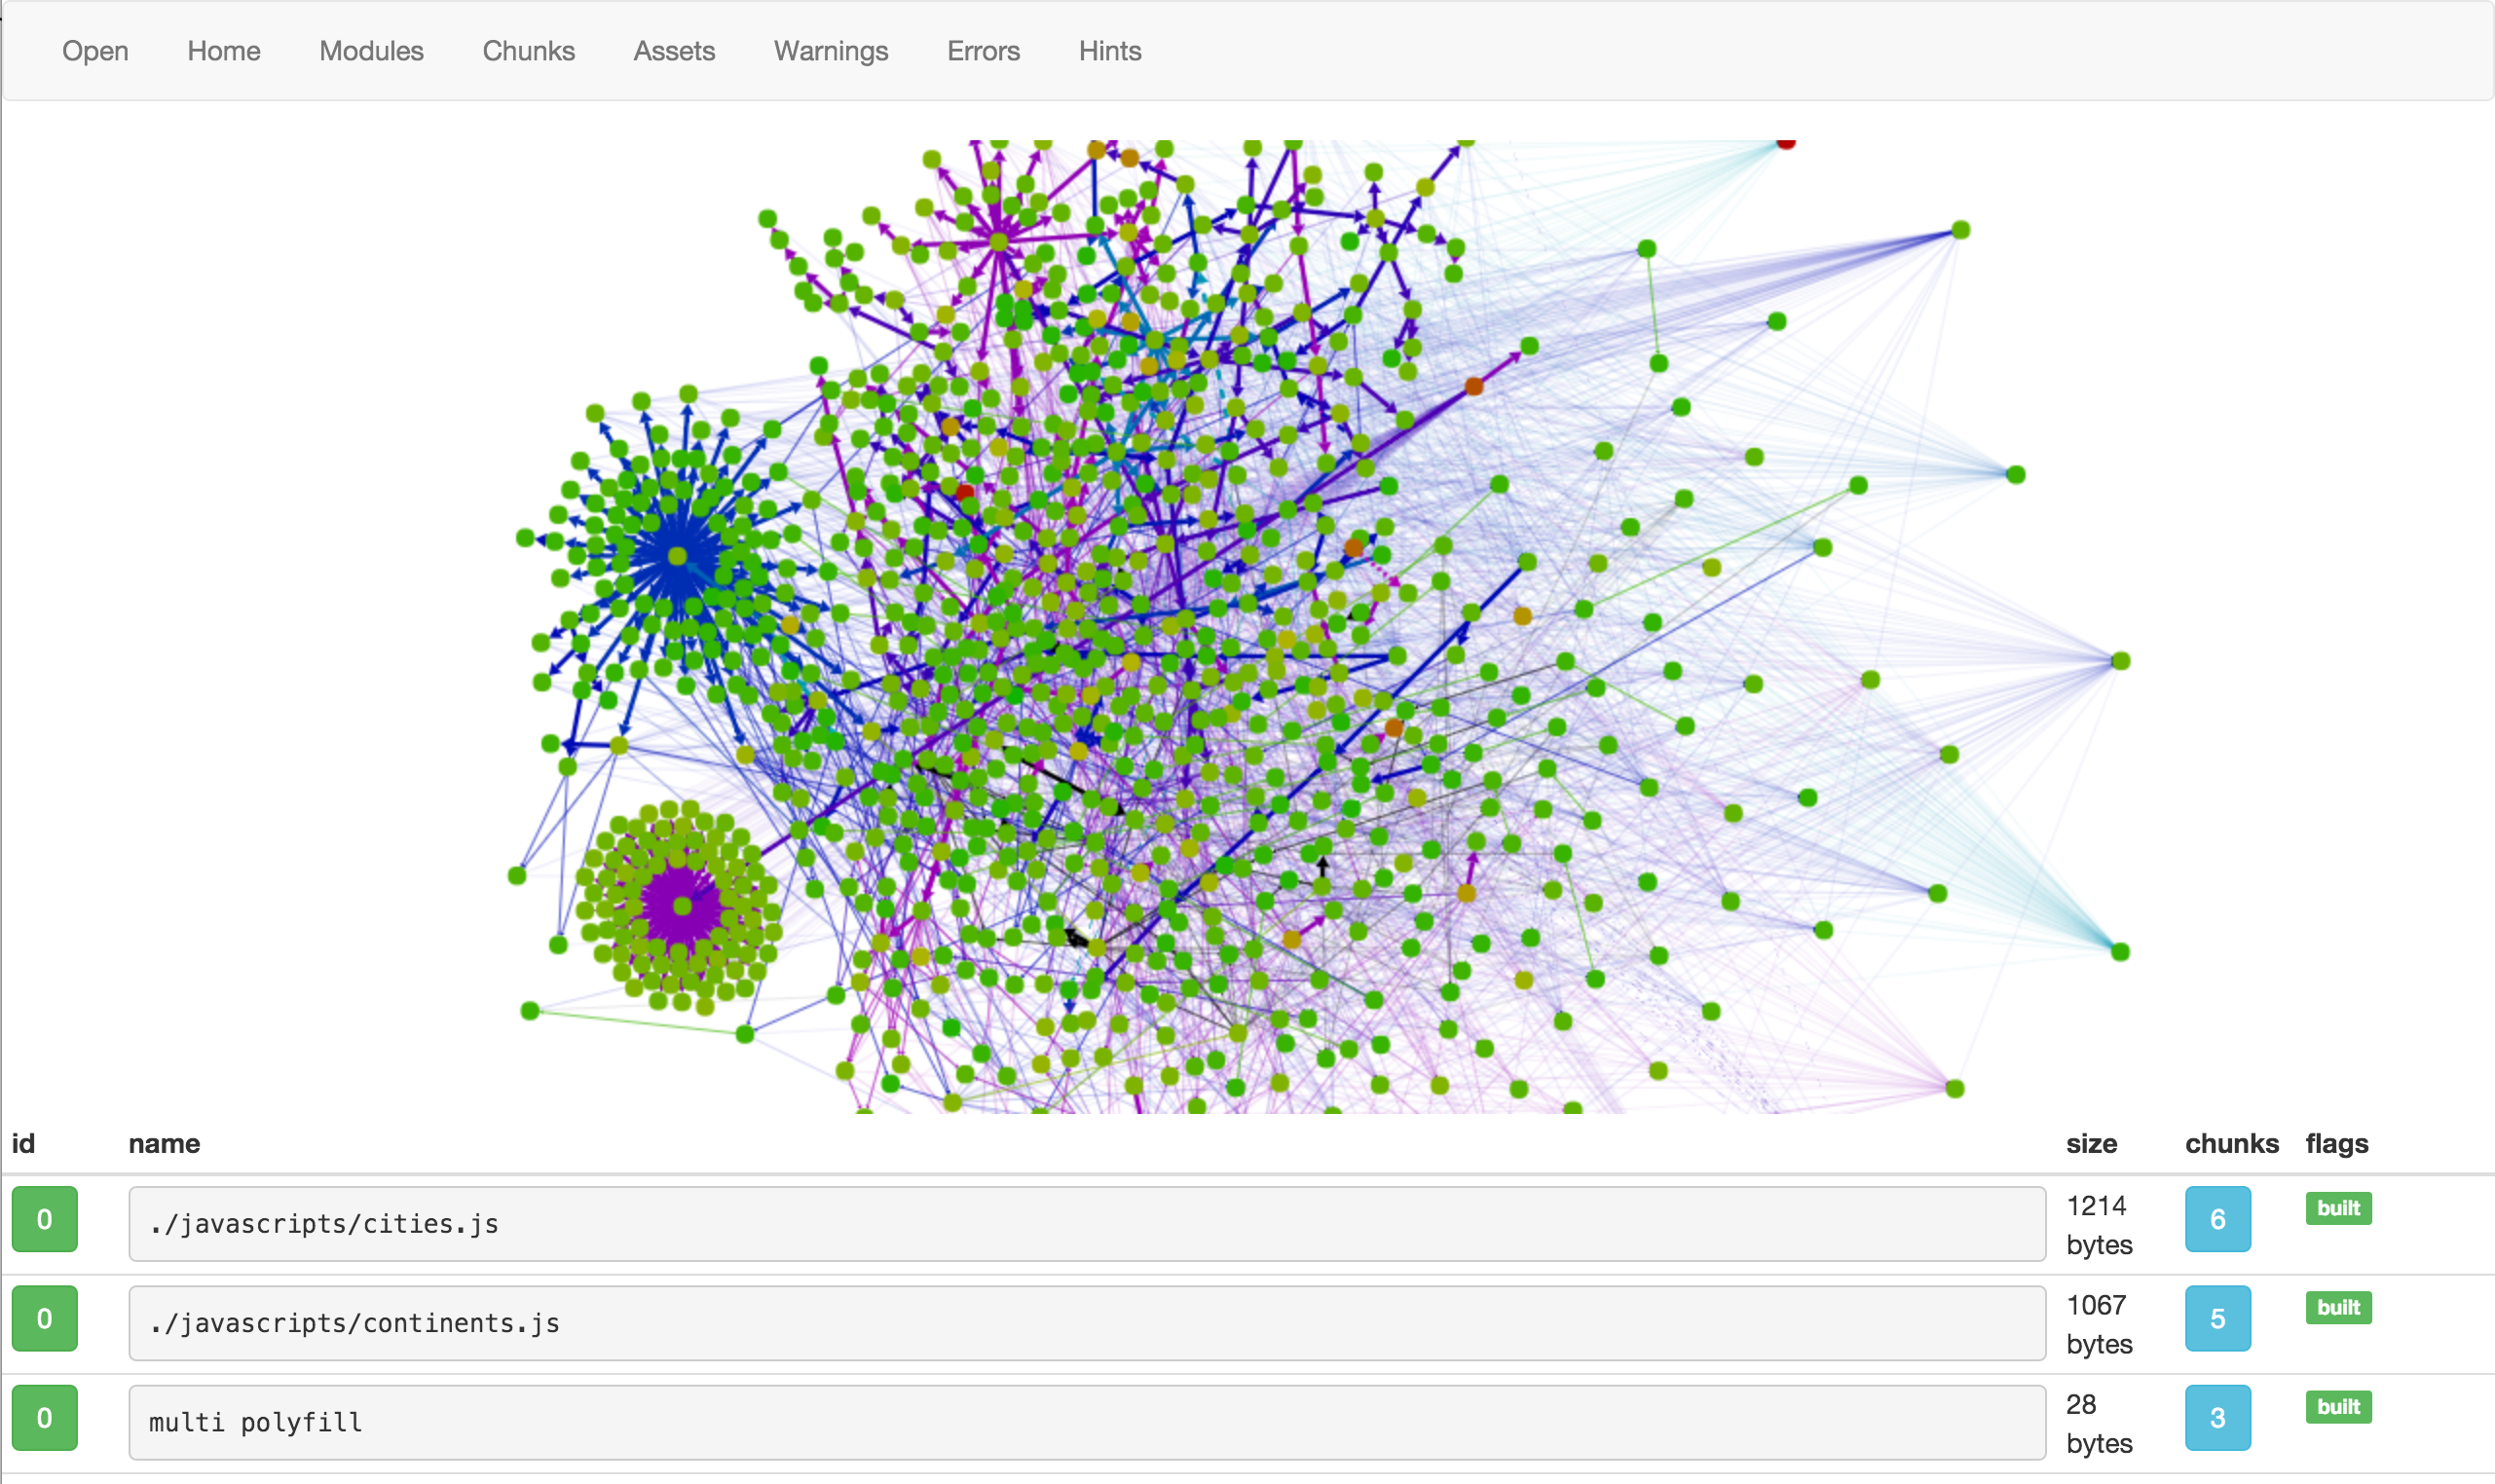 Open Home Modules Chunks Assets Warnings Errors Hints
id name size chunks flags
0 ./javascripts/cities.js 1214 bytes 6 built
0 ./javascripts/continents.js 1067 bytes 5 built
0 multi polyfill 28 bytes 3 built